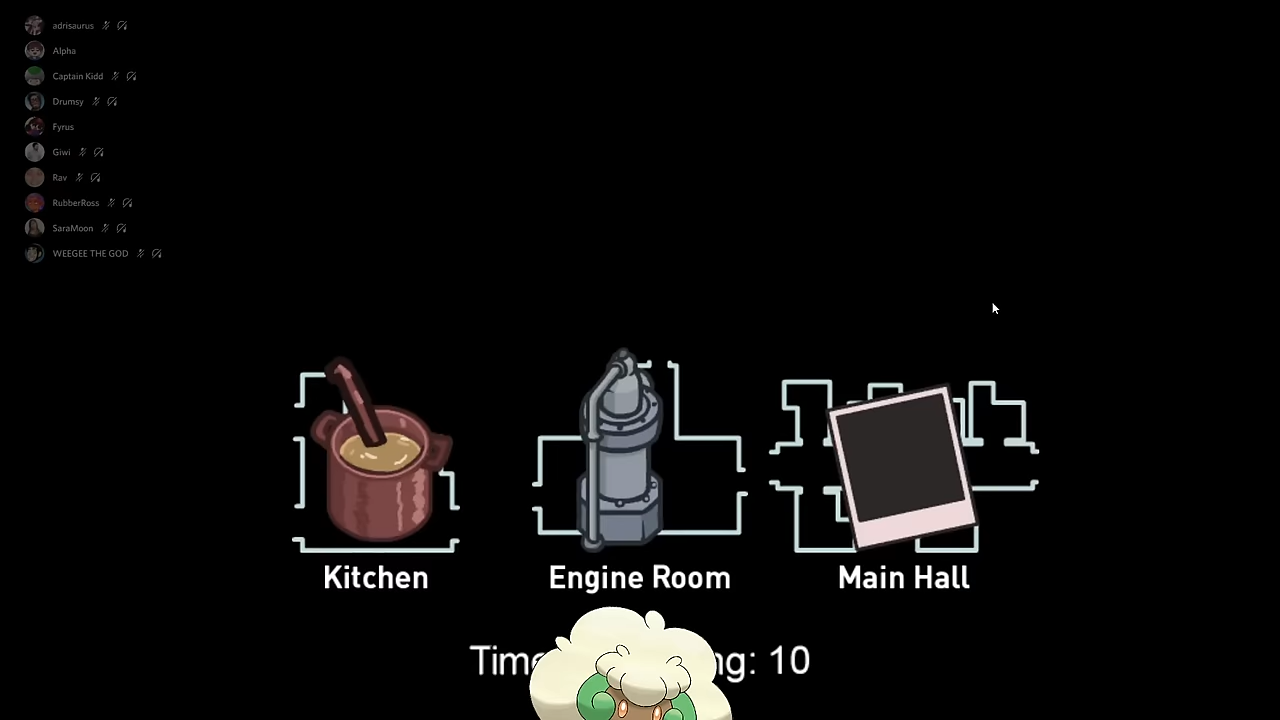 adrisaurus
Alpha
Captain Kidd
Drumsy
Fyrus
Giwi
Rav
RubberRoss
SaraMoon
WEEGEE THE GOD
Kitchen
Engine Room
Main Hall
Time ng: 10